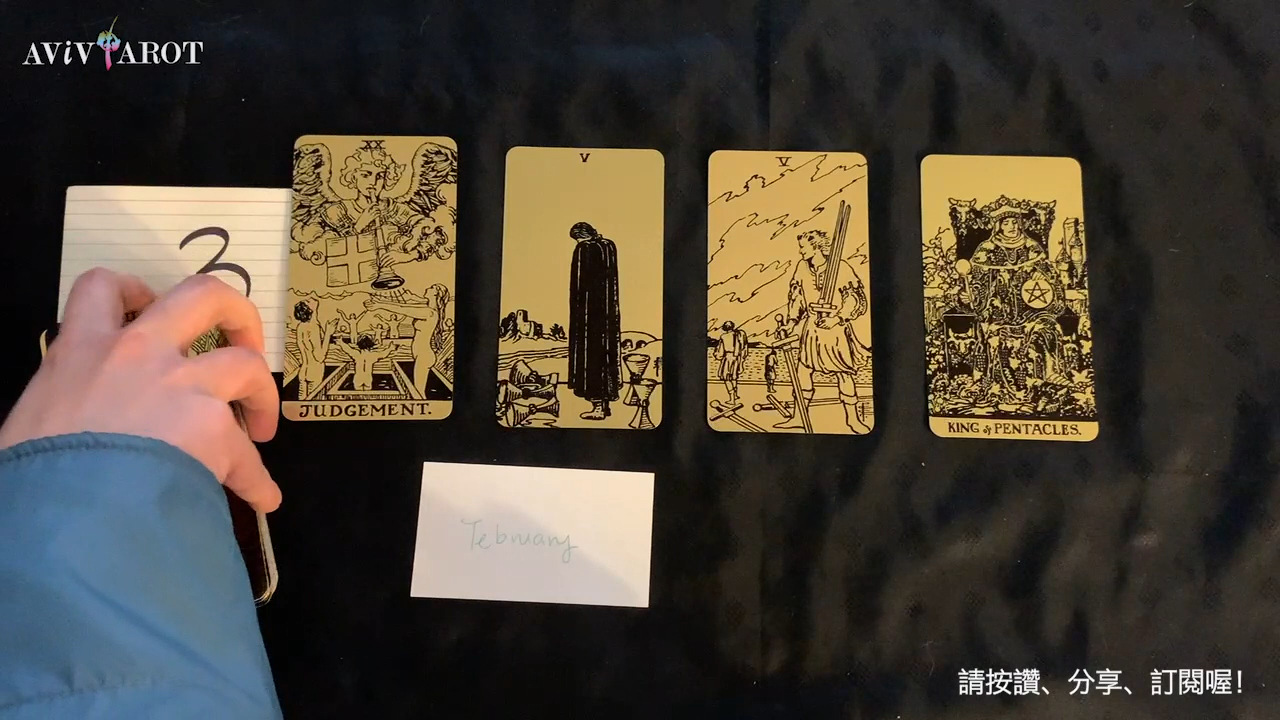 AViVTAROT
3
XX
JUDGEMENT.
V
V
KING of PENTACLES.
February
請按讚、分享、訂閱喔!